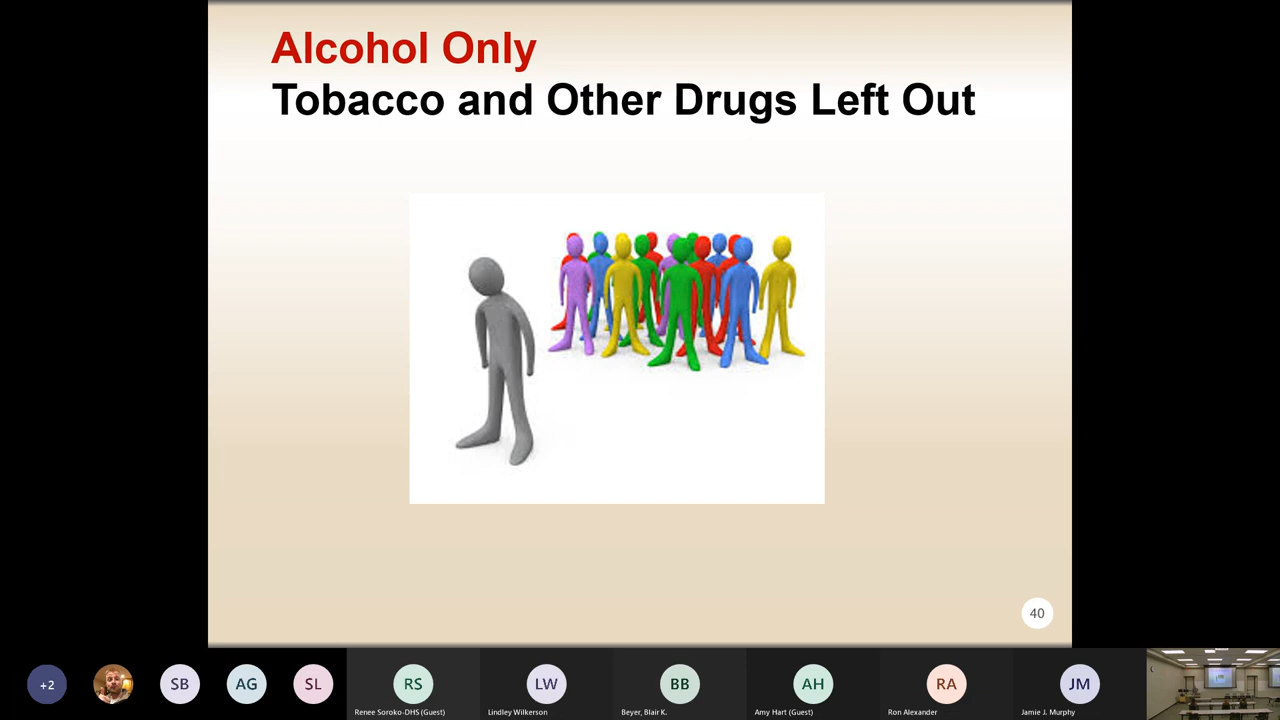 Alcohol Only
Tobacco and Other Drugs Left Out
40
+2
SB
AG
SL
RS
LW
BB
AH
RA
JM
Renee Soroko-DHS (Guest)
Lindley Wilkerson
Beyer, Blair K.
Amy Hart (Guest)
Ron Alexander
Jamie J. Murphy